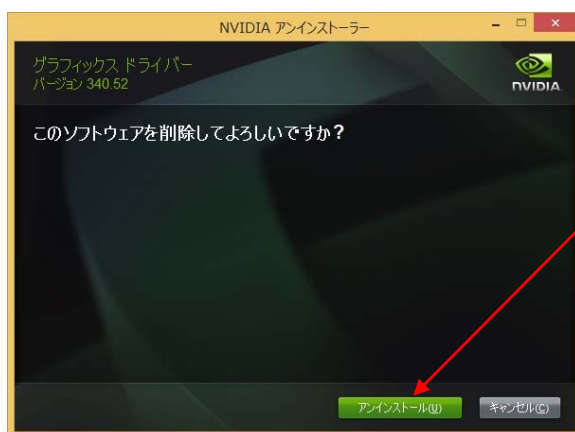 NVIDIA アンインストーラー
グラフィックス ドライバー
バージョン 340.52
NVIDIA.
このソフトウェアを削除してよろしいですか？
アンインストール(U)
キャンセル(C)